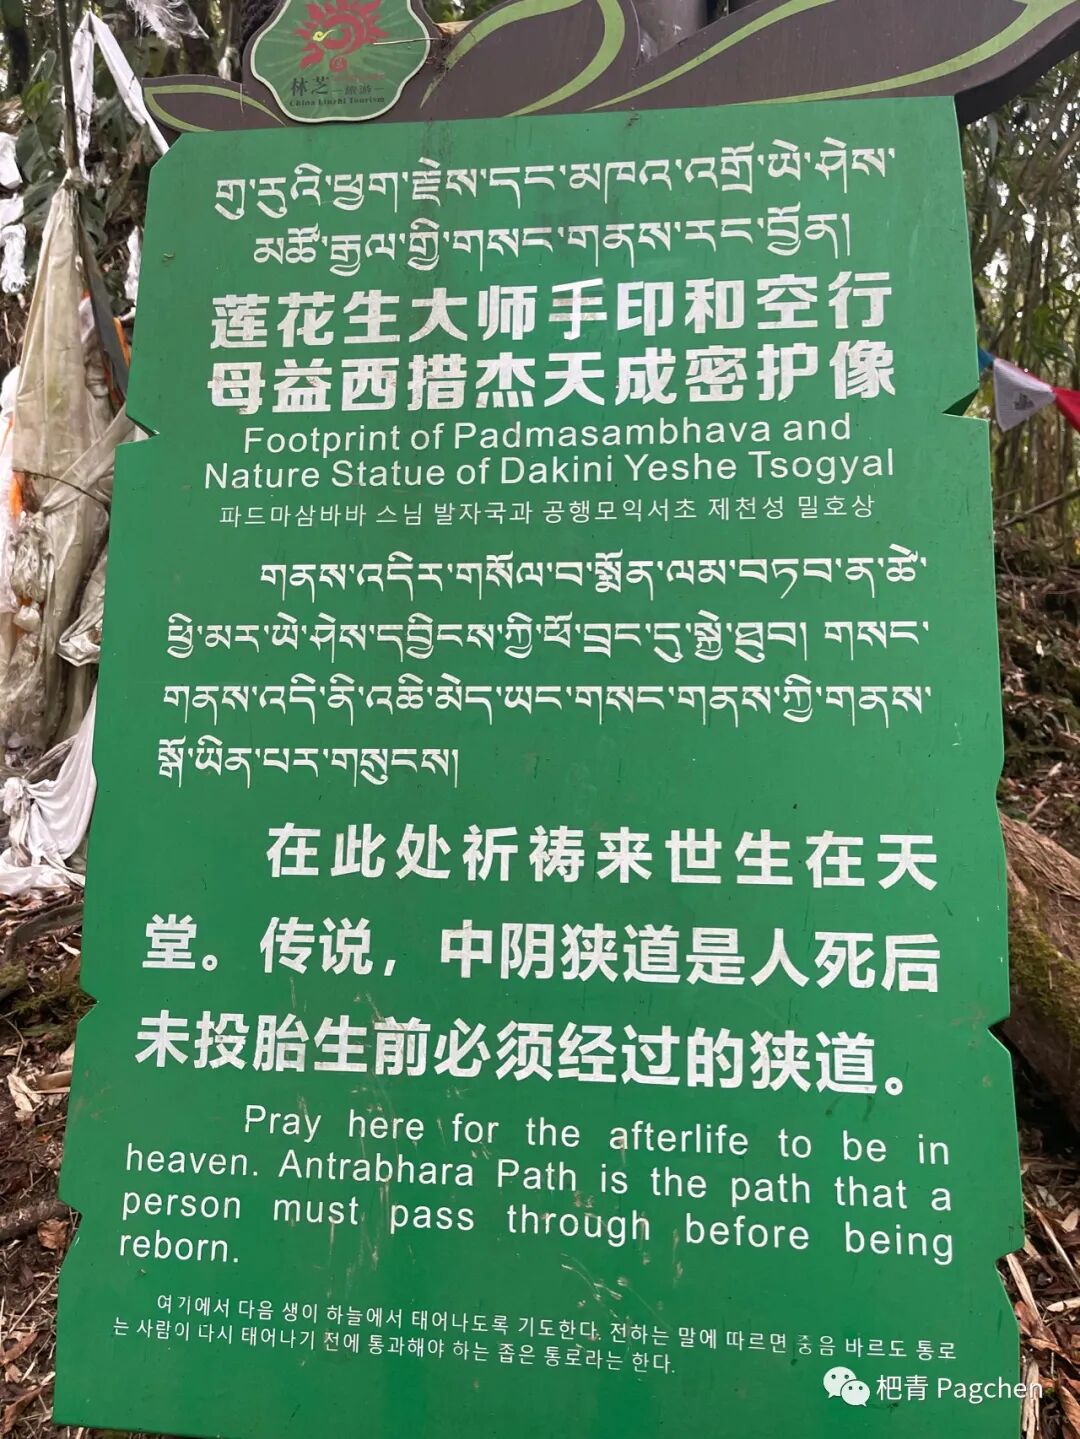 林芝
旅游
China Linzhi Tourism
གུ་རུའི་ཕྱག་རྗེས་དང་མཁའ་འགྲོ་ཡེ་ཤེས་
མཚོ་རྒྱལ་གྱི་གསང་གནས་རང་བྱོན།
莲花生大师手印和空行
母益西措杰天成密护像
Footprint of Padmasambhava and
Nature Statue of Dakini Yeshe Tsogyal
파드마삼바바 스님 발자국과 공행모익서초 제천성 밀호상
གནས་འདིར་གསོལ་བ་སྨོན་ལམ་བཏབ་ན་ཚེ་
ཕྱི་མར་ཡེ་ཤེས་དབྱིངས་ཀྱི་ཕོ་བྲང་དུ་སྐྱེ་ཐུབ། གསང་
གནས་འདི་ནི་འཆི་མེད་ཡང་གསང་གནས་ཀྱི་གནས་
སྒོ་ཡིན་པར་གསུངས།
在此处祈祷来世生在天
堂。传说，中阴狭道是人死后
未投胎生前必须经过的狭道。
Pray here for the afterlife to be in
heaven. Antrabhara Path is the path that a
person must pass through before being
reborn.
여기에서 다음 생이 하늘에서 태어나도록 기도한다. 전하는 말에 따르면 중음 바르도 통로
는 사람이 다시 태어나기 전에 통과해야 하는 좁은 통로라는 한다.
杷青 Pagchen